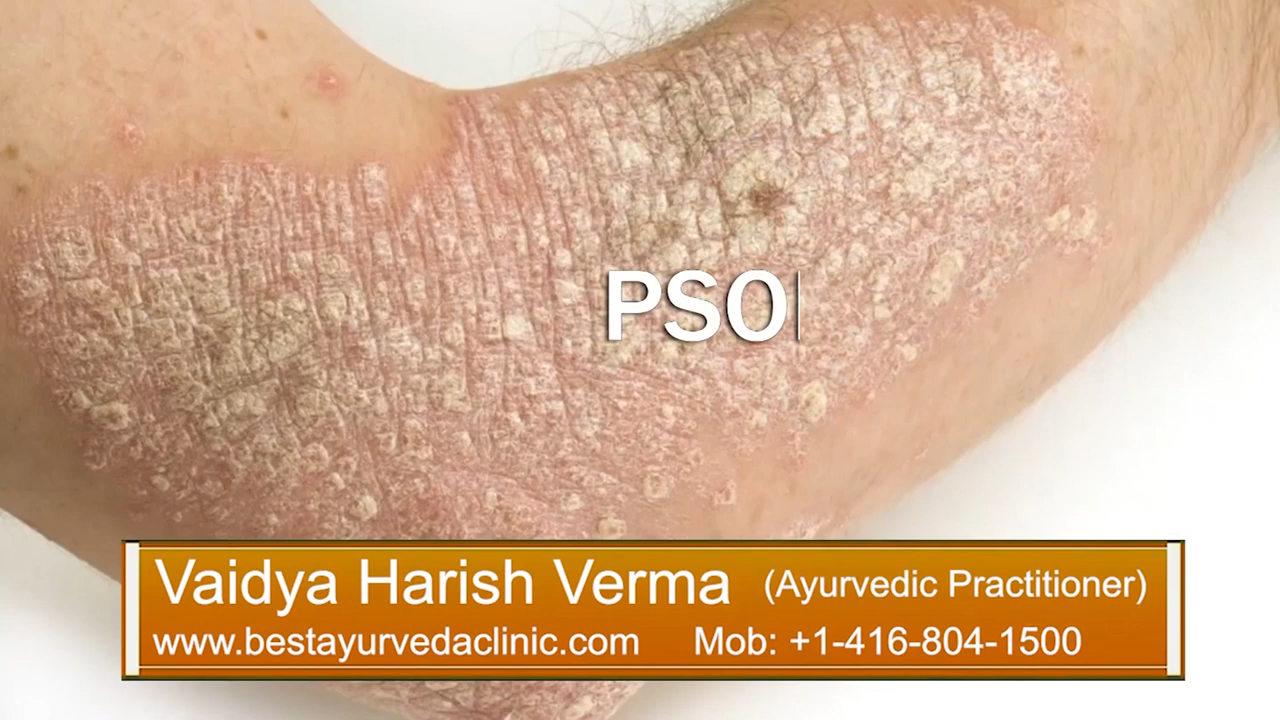 PSO
Vaidya Harish Verma (Ayurvedic Practitioner)
www.bestayurvedaclinic.com Mob: +1-416-804-1500